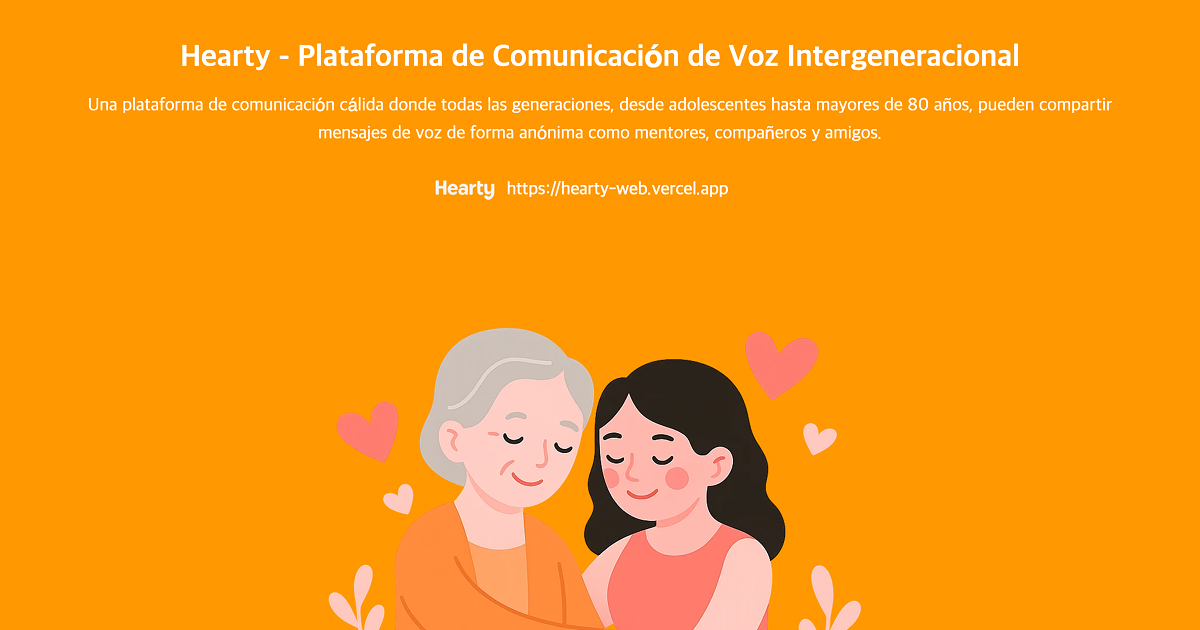 Hearty - Plataforma de Comunicación de Voz Intergeneracional
Una plataforma de comunicación cálida donde todas las generaciones, desde adolescentes hasta mayores de 80 años, pueden compartir
mensajes de voz de forma anónima como mentores, compañeros y amigos.
Hearty https://hearty-web.vercel.app